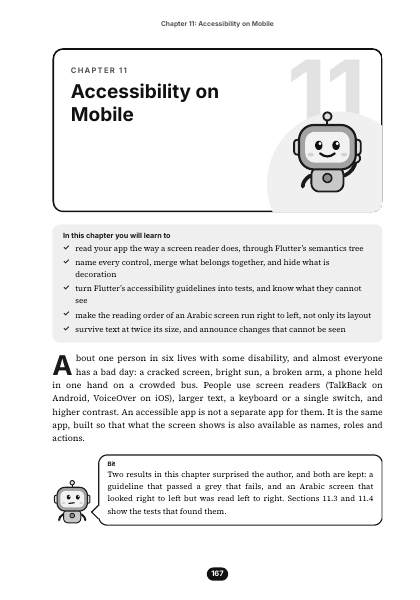 Chapter 11: Accessibility on Mobile
11
CHAPTER 11
Accessibility on
Mobile
In this chapter you will learn to
✓ read your app the way a screen reader does, through Flutter's semantics tree
✓ name every control, merge what belongs together, and hide what is
decoration
✓ turn Flutter's accessibility guidelines into tests, and know what they cannot
see
✓ make the reading order of an Arabic screen run right to left, not only its layout
✓ survive text at twice its size, and announce changes that cannot be seen
About one person in six lives with some disability, and almost everyone
has a bad day: a cracked screen, bright sun, a broken arm, a phone held
in one hand on a crowded bus. People use screen readers (TalkBack on
Android, VoiceOver on iOS), larger text, a keyboard or a single switch, and
higher contrast. An accessible app is not a separate app for them. It is the same
app, built so that what the screen shows is also available as names, roles and
actions.
Bit
Two results in this chapter surprised the author, and both are kept: a
guideline that passed a grey that fails, and an Arabic screen that
looked right to left but was read left to right. Sections 11.3 and 11.4
show the tests that found them.
167